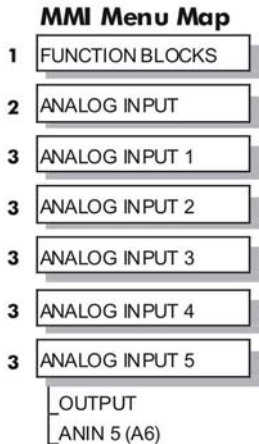 MMI Menu Map
1 FUNCTION BLOCKS
2 ANALOG INPUT
3 ANALOG INPUT 1
3 ANALOG INPUT 2
3 ANALOG INPUT 3
3 ANALOG INPUT 4
3 ANALOG INPUT 5
OUTPUT
ANIN 5 (A6)